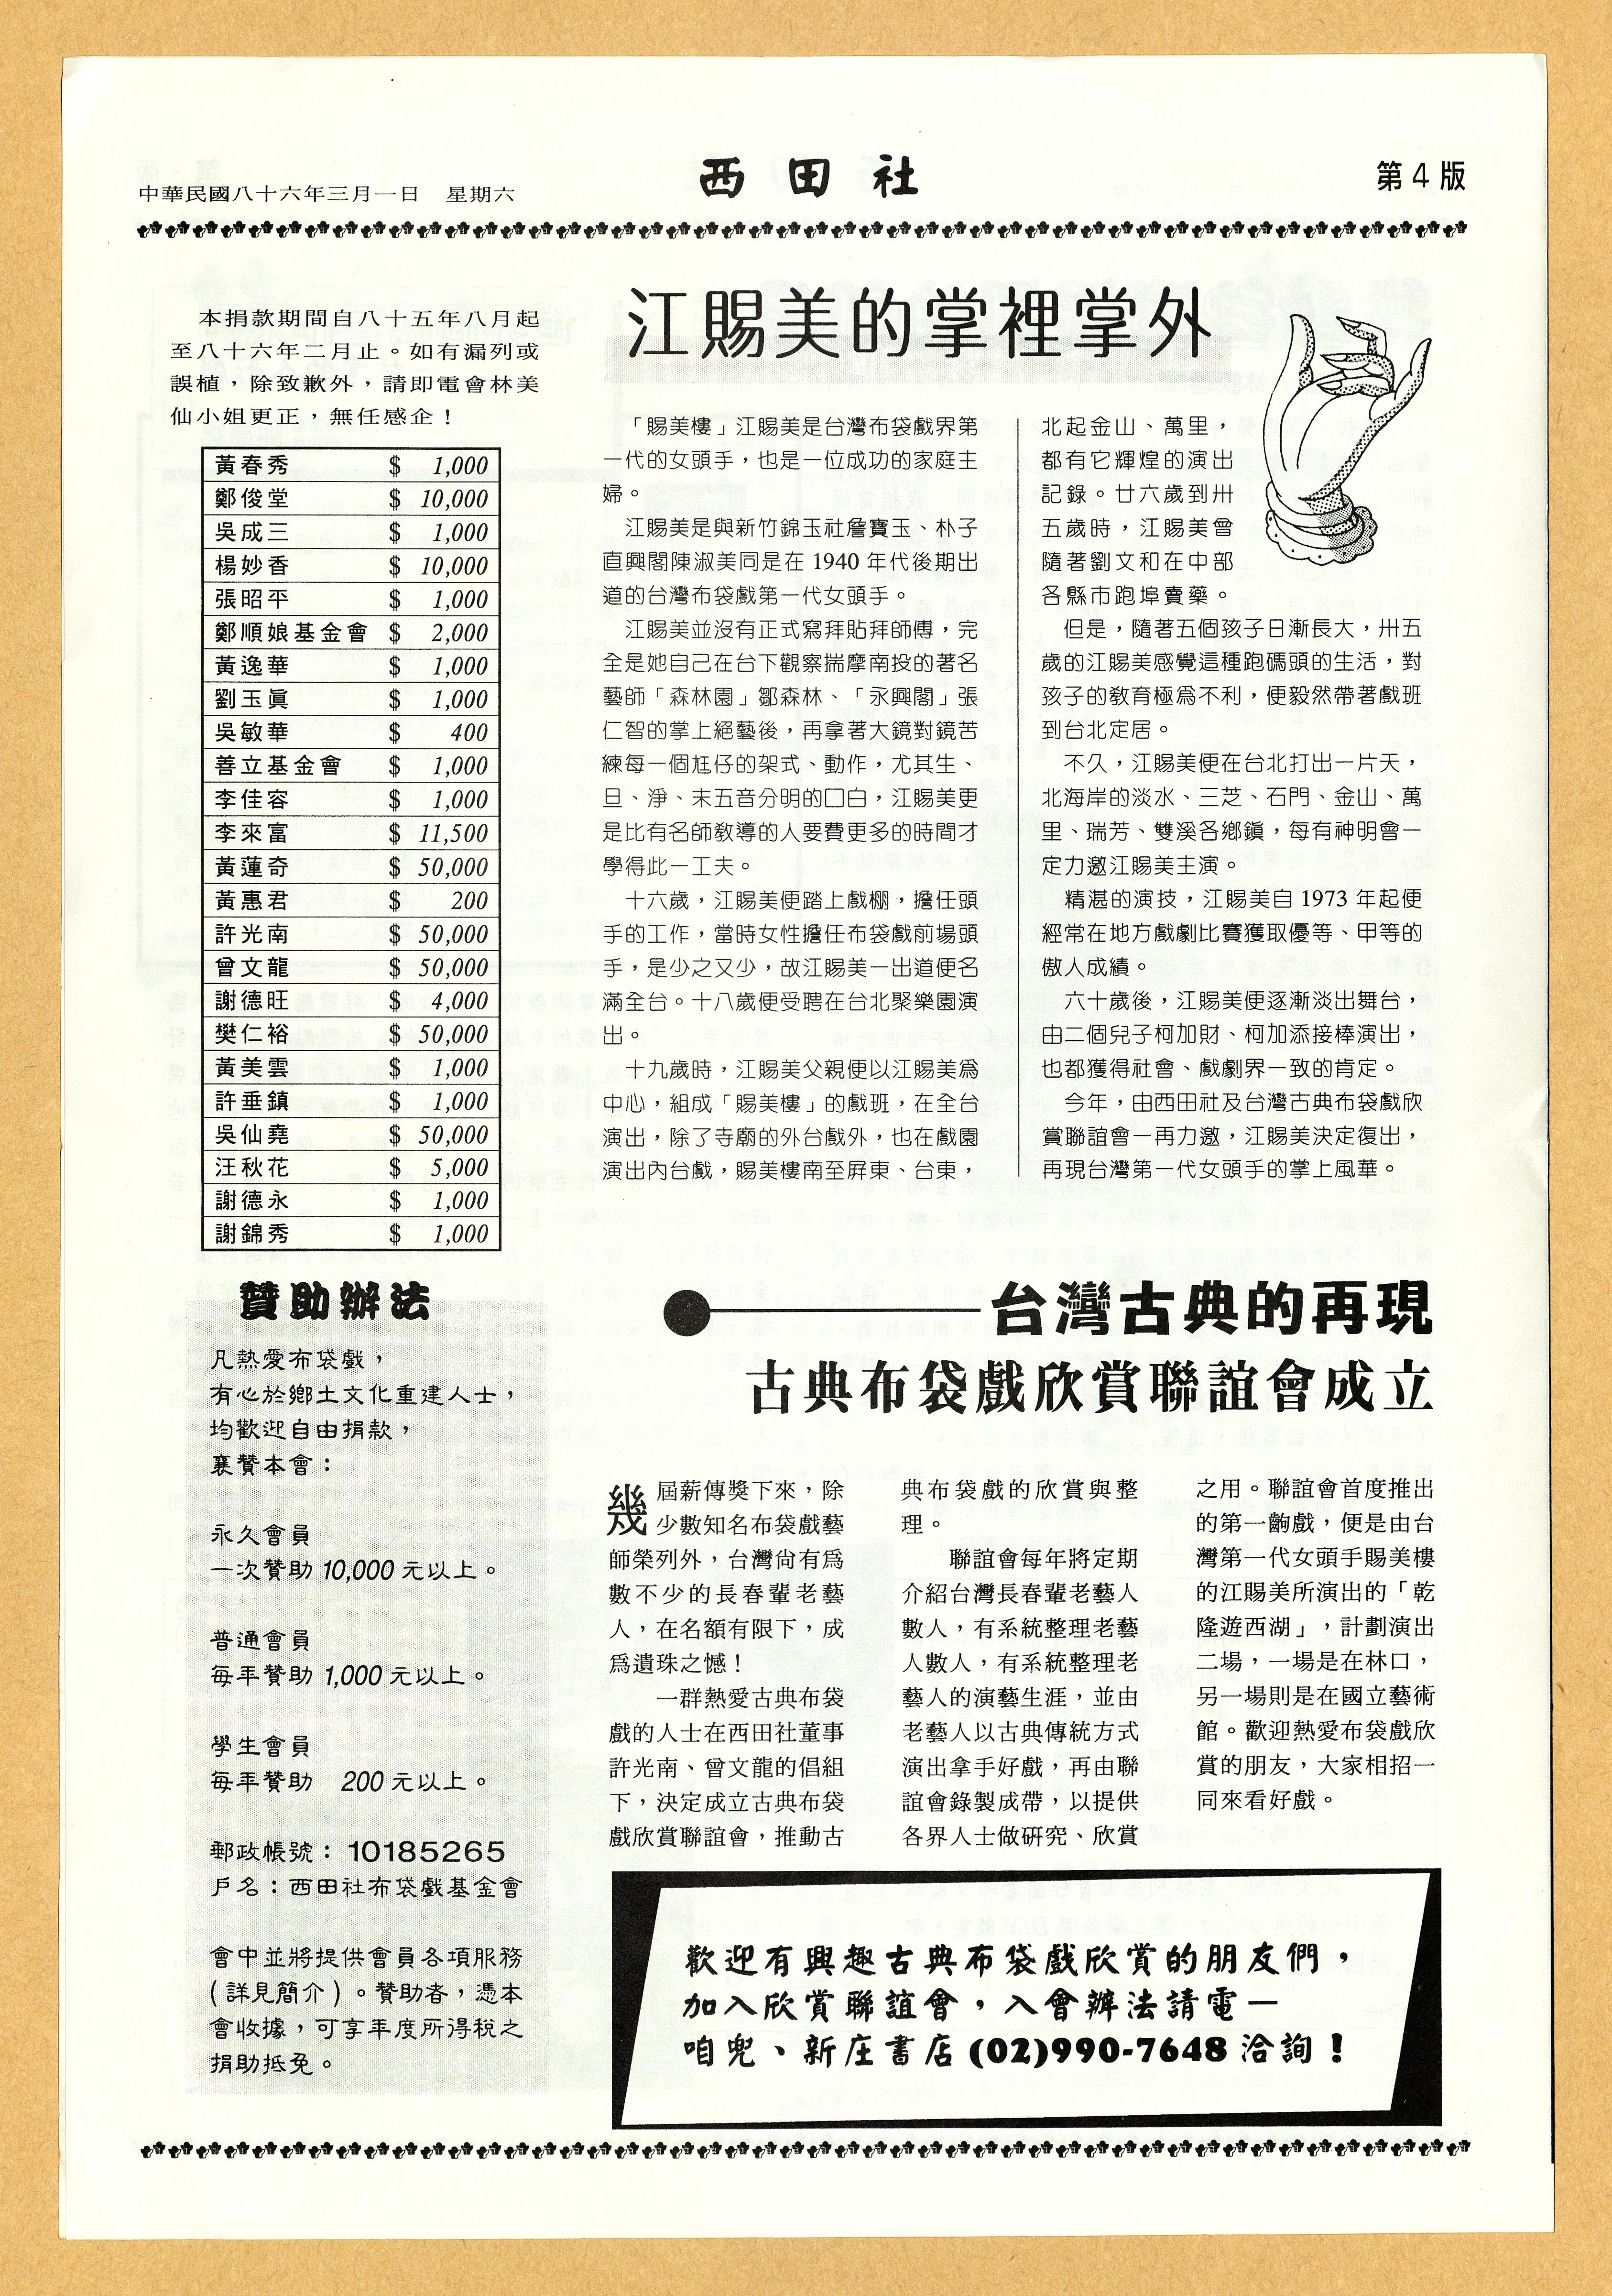 中華民國八十六年三月一日　星期六
西田社
第4版
本捐款期間自八十五年八月起
至八十六年二月止。如有漏列或
誤植，除致歉外，請即電會林美
仙小姐更正，無任感企！
黃春秀 $ 1,000
鄭俊堂 $ 10,000
吳成三 $ 1,000
楊妙香 $ 10,000
張昭平 $ 1,000
鄭順娘基金會 $ 2,000
黃逸華 $ 1,000
劉玉眞 $ 1,000
吳敏華 $ 400
善立基金會 $ 1,000
李佳容 $ 1,000
李來富 $ 11,500
黃蓮奇 $ 50,000
黃惠君 $ 200
許光南 $ 50,000
曾文龍 $ 50,000
謝德旺 $ 4,000
樊仁裕 $ 50,000
黃美雲 $ 1,000
許垂鎮 $ 1,000
吳仙堯 $ 50,000
汪秋花 $ 5,000
謝德永 $ 1,000
謝錦秀 $ 1,000
贊助辦法
凡熱愛布袋戲，
有心於鄉土文化重建人士，
均歡迎自由捐款，
襄贊本會：
永久會員
一次贊助 10,000 元以上。
普通會員
每年贊助 1,000 元以上。
學生會員
每年贊助　200 元以上。
郵政帳號：10185265
戶名：西田社布袋戲基金會
會中並將提供會員各項服務
(詳見簡介)。贊助者，憑本
會收據，可享年度所得稅之
捐助抵免。
江賜美的掌裡掌外
「賜美樓」江賜美是台灣布袋戲界第
一代的女頭手，也是一位成功的家庭主
婦。
江賜美是與新竹錦玉社詹寶玉、朴子
直興閣陳淑美同是在 1940 年代後期出
道的台灣布袋戲第一代女頭手。
江賜美並沒有正式寫拜貼拜師傅，完
全是她自己在台下觀察揣摩南投的著名
藝師「森林園」鄒森林、「永興閣」張
仁智的掌上絕藝後，再拿著大鏡對鏡苦
練每一個尪仔的架式、動作，尤其生、
旦、淨、末五音分明的口白，江賜美更
是比有名師教導的人要費更多的時間才
學得此一工夫。
十六歲，江賜美便踏上戲棚，擔任頭
手的工作，當時女性擔任布袋戲前場頭
手，是少之又少，故江賜美一出道便名
滿全台。十八歲便受聘在台北聚樂園演
出。
十九歲時，江賜美父親便以江賜美爲
中心，組成「賜美樓」的戲班，在全台
演出，除了寺廟的外台戲外，也在戲園
演出內台戲，賜美樓南至屏東、台東，
北起金山、萬里，
都有它輝煌的演出
記錄。廿六歲到卅
五歲時，江賜美曾
隨著劉文和在中部
各縣市跑埠賣藥。
但是，隨著五個孩子日漸長大，卅五
歲的江賜美感覺這種跑碼頭的生活，對
孩子的教育極爲不利，便毅然帶著戲班
到台北定居。
不久，江賜美便在台北打出一片天，
北海岸的淡水、三芝、石門、金山、萬
里、瑞芳、雙溪各鄉鎭，每有神明會一
定力邀江賜美主演。
精湛的演技，江賜美自 1973 年起便
經常在地方戲劇比賽獲取優等、甲等的
傲人成績。
六十歲後，江賜美便逐漸淡出舞台，
由二個兒子柯加財、柯加添接棒演出，
也都獲得社會、戲劇界一致的肯定。
今年，由西田社及台灣古典布袋戲欣
賞聯誼會一再力邀，江賜美決定復出，
再現台灣第一代女頭手的掌上風華。
台灣古典的再現
古典布袋戲欣賞聯誼會成立
幾屆薪傳獎下來，除
少數知名布袋戲藝
師榮列外，台灣尙有爲
數不少的長春輩老藝
人，在名額有限下，成
爲遺珠之憾！
一群熱愛古典布袋
戲的人士在西田社董事
許光南、曾文龍的倡組
下，決定成立古典布袋
戲欣賞聯誼會，推動古
典布袋戲的欣賞與整
理。
聯誼會每年將定期
介紹台灣長春輩老藝人
數人，有系統整理老藝
人數人，有系統整理老
藝人的演藝生涯，並由
老藝人以古典傳統方式
演出拿手好戲，再由聯
誼會錄製成帶，以提供
各界人士做研究、欣賞
之用。聯誼會首度推出
的第一齣戲，便是由台
灣第一代女頭手賜美樓
的江賜美所演出的「乾
隆遊西湖」，計劃演出
二場，一場是在林口，
另一場則是在國立藝術
館。歡迎熱愛布袋戲欣
賞的朋友，大家相招一
同來看好戲。
歡迎有興趣古典布袋戲欣賞的朋友們，
加入欣賞聯誼會，入會辦法請電－
咱兜、新庄書店 (02)990-7648 洽詢！